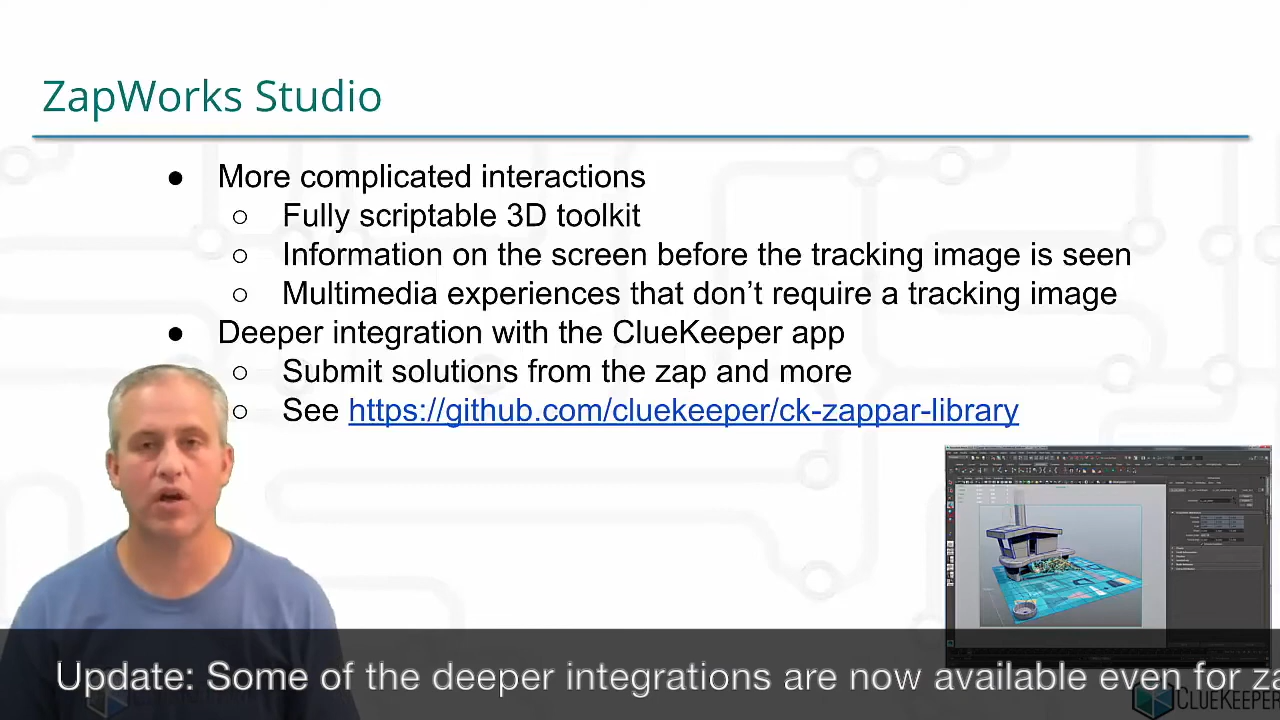 ZapWorks Studio
● More complicated interactions
○ Fully scriptable 3D toolkit
○ Information on the screen before the tracking image is seen
○ Multimedia experiences that don’t require a tracking image
● Deeper integration with the ClueKeeper app
○ Submit solutions from the zap and more
○ See https://github.com/cluekeeper/ck-zappar-library
Update: Some of the deeper integrations are now available even for za
CLUEKEEPER